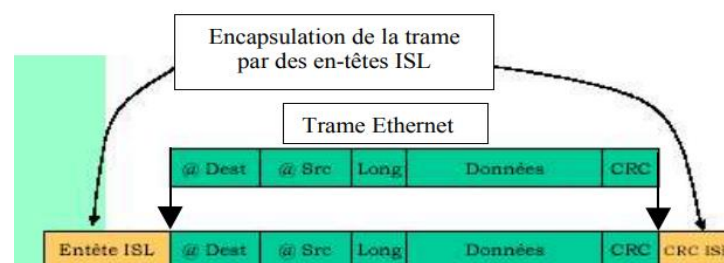 Encapsulation de la trame
par des en-têtes ISL
Trame Ethernet
@ Dest @ Src Long Données CRC
Entête ISL @ Dest @ Src Long Données CRC CRC ISL